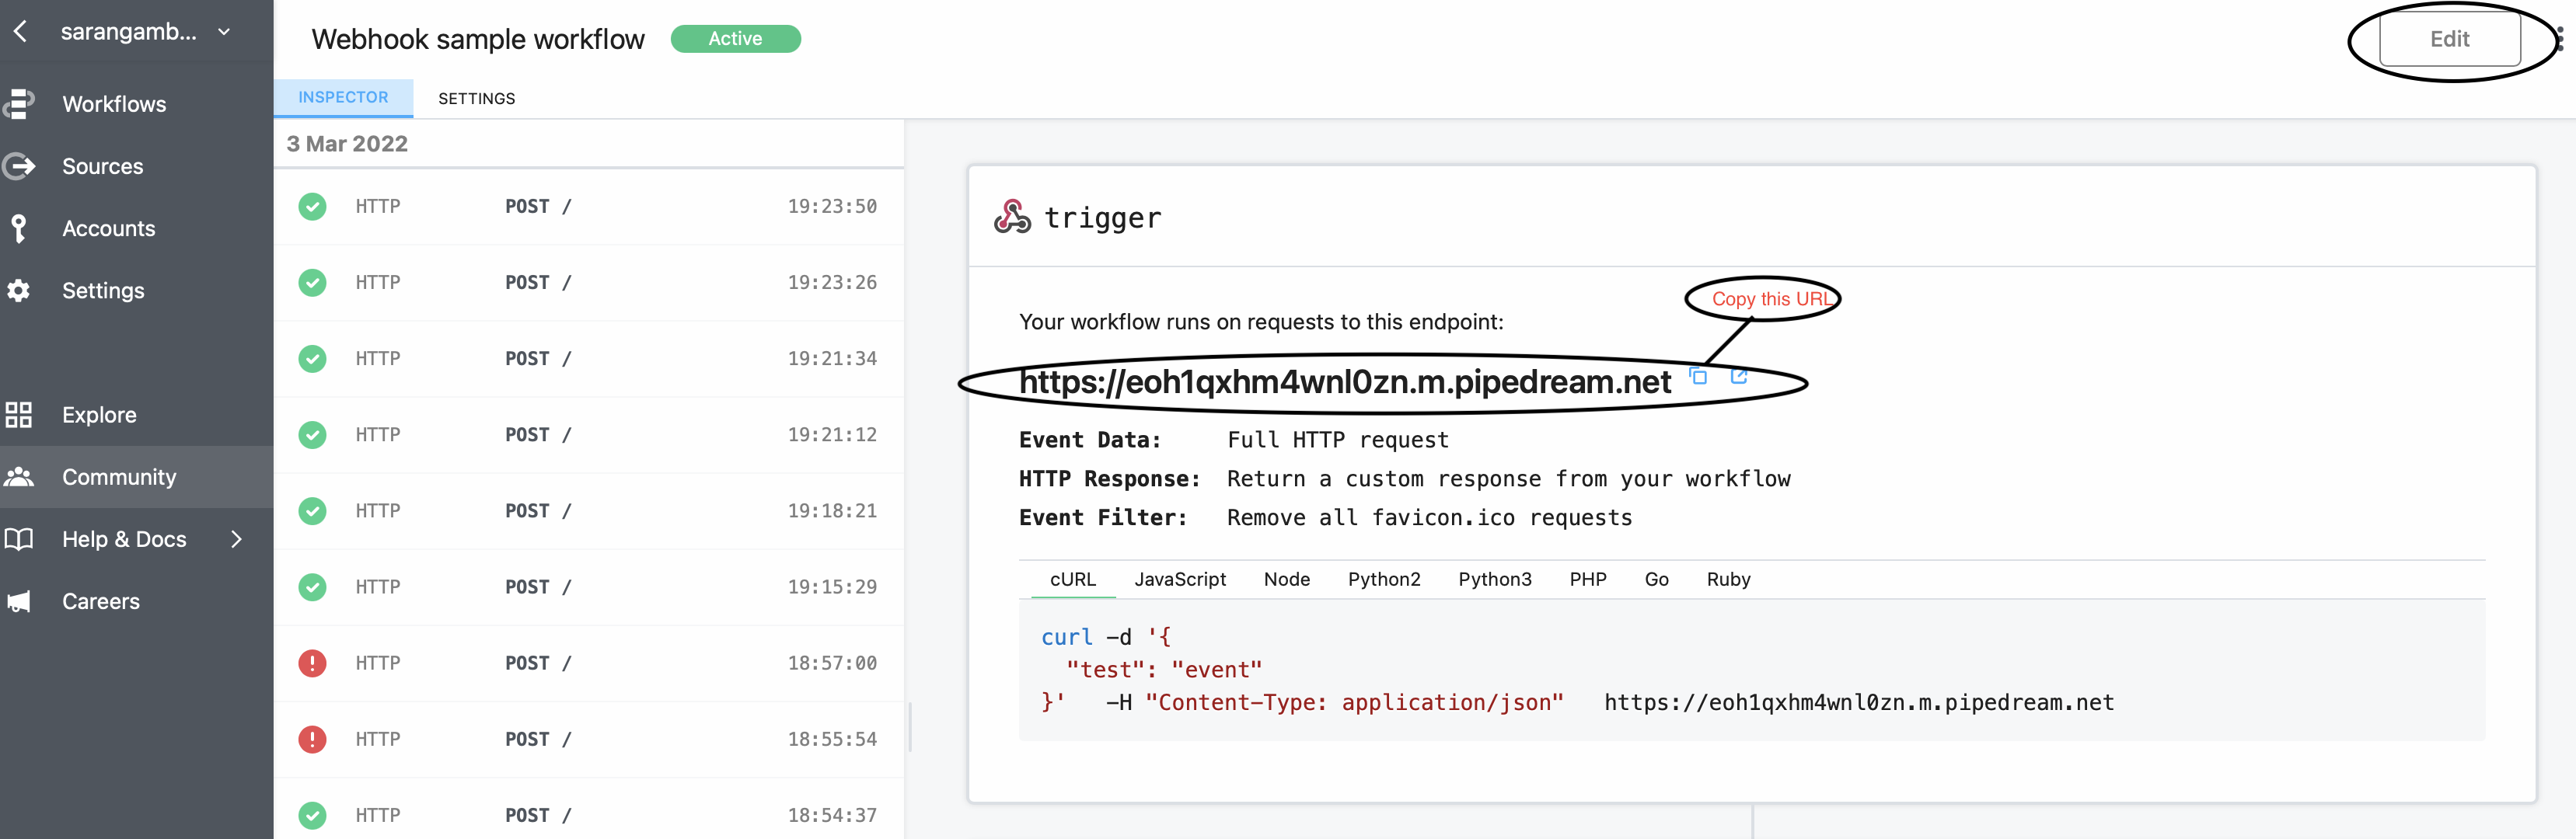 sarangamb...
Workflows
Sources
Accounts
Settings
Explore
Community
Help & Docs
Careers
Webhook sample workflow
Active
Edit
INSPECTOR SETTINGS
3 Mar 2022
HTTP POST / 19:23:50
HTTP POST / 19:23:26
HTTP POST / 19:21:34
HTTP POST / 19:21:12
HTTP POST / 19:18:21
HTTP POST / 19:15:29
HTTP POST / 18:57:00
HTTP POST / 18:55:54
HTTP POST / 18:54:37
trigger
Copy this URL
Your workflow runs on requests to this endpoint:
https://eoh1qxhm4wnl0zn.m.pipedream.net
Event Data: Full HTTP request
HTTP Response: Return a custom response from your workflow
Event Filter: Remove all favicon.ico requests
cURL JavaScript Node Python2 Python3 PHP Go Ruby
curl -d '{
"test": "event"
}' -H "Content-Type: application/json" https://eoh1qxhm4wnl0zn.m.pipedream.net